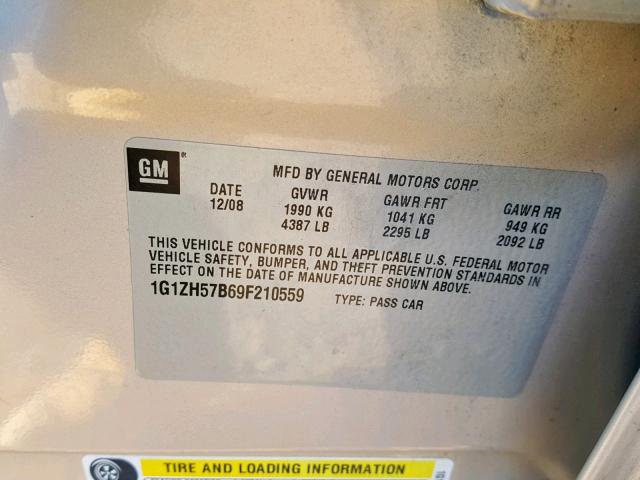 GM
MFD BY GENERAL MOTORS CORP.
DATE GVWR GAWR FRT GAWR RR
12/08 1990 KG 1041 KG 949 KG
4387 LB 2295 LB 2092 LB
THIS VEHICLE CONFORMS TO ALL APPLICABLE U.S. FEDERAL MOTOR
VEHICLE SAFETY, BUMPER, AND THEFT PREVENTION STANDARDS IN
EFFECT ON THE DATE OF MANUFACTURE SHOWN ABOVE.
1G1ZH57B69F210559 TYPE: PASS CAR
TIRE AND LOADING INFORMATION